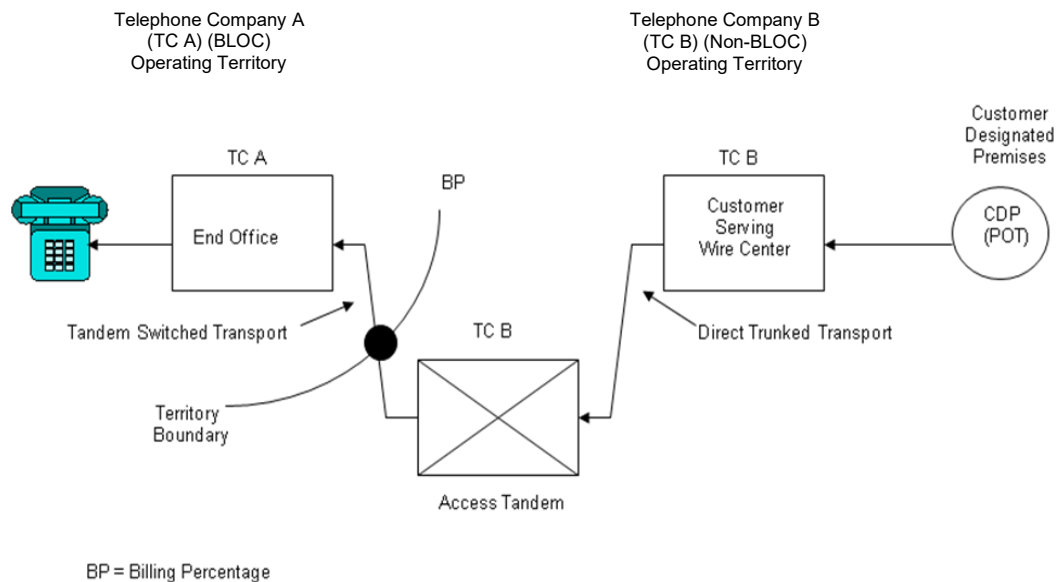 Telephone Company A
(TC A) (BLOC)
Operating Territory
Telephone Company B
(TC B) (Non-BLOC)
Operating Territory
Customer
Designated
Premises
TC A
BP
TC B
End Office
Customer
Serving
Wire Center
CDP
(POT)
Tandem Switched Transport
TC B
Direct Trunked Transport
Territory
Boundary
Access Tandem
BP = Billing Percentage